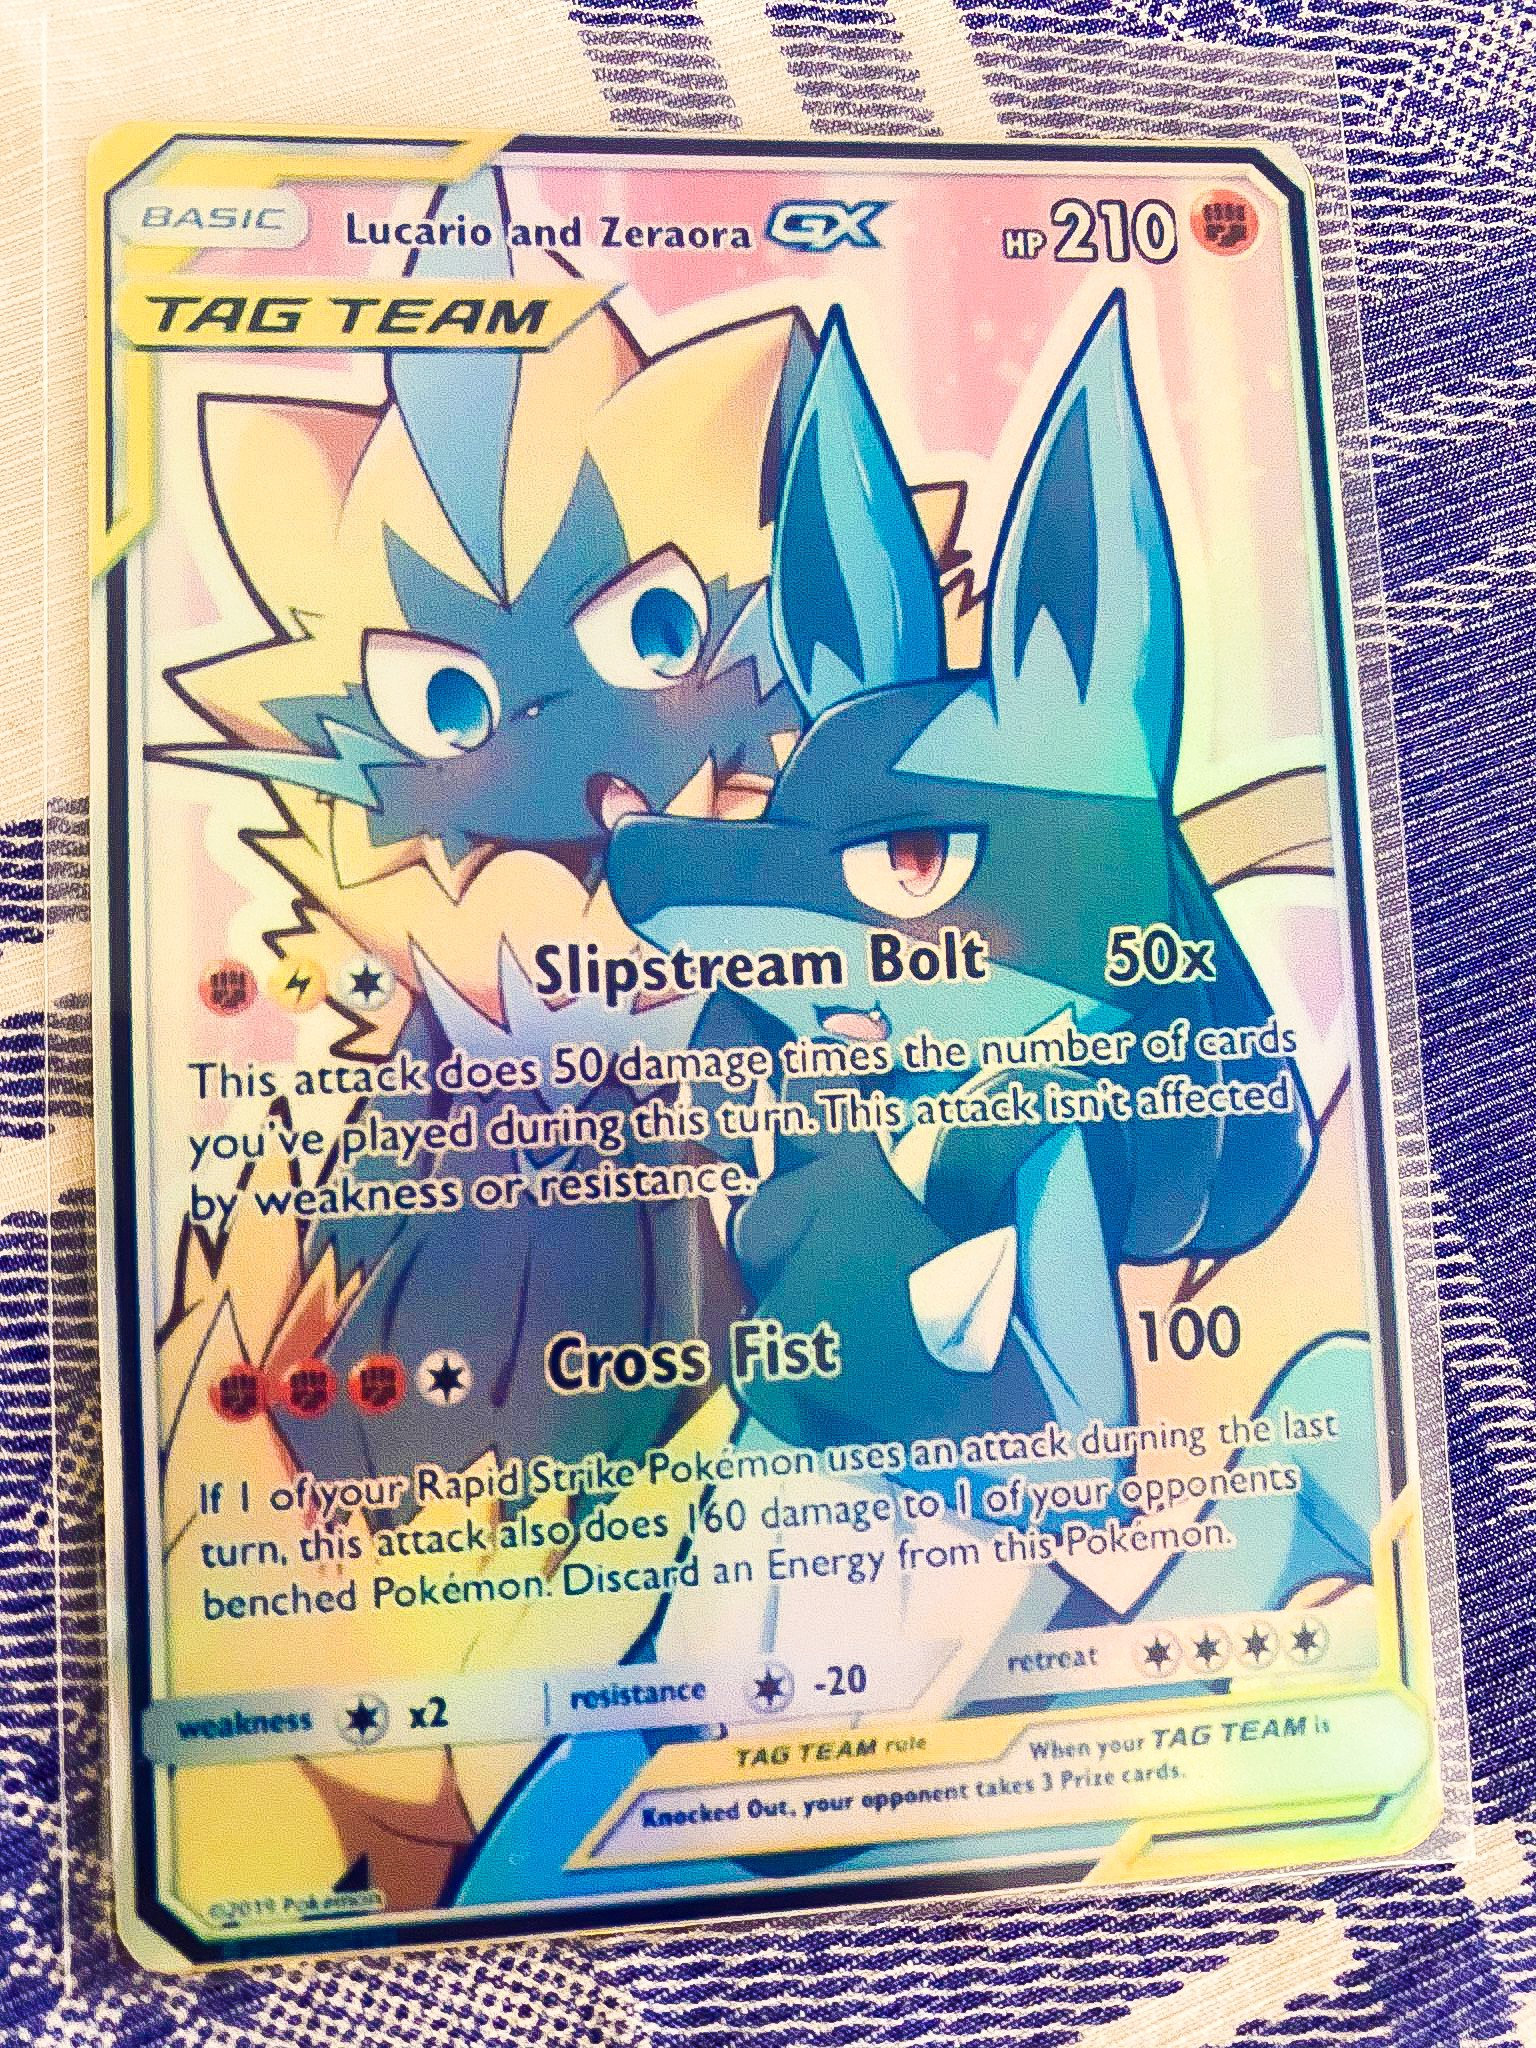 BASIC Lucario and Zeraora GX HP 210
TAG TEAM
Slipstream Bolt 50x
This attack does 50 damage times the number of cards
you've played during this turn. This attack isn't affected
by weakness or resistance.
Cross Fist 100
If 1 of your Rapid Strike Pokémon uses an attack durning the last
turn, this attack also does 160 damage to 1 of your opponents
benched Pokémon. Discard an Energy from this Pokémon.
weakness x2 resistance -20 retreat
TAG TEAM rule When your TAG TEAM is
Knocked Out, your opponent takes 3 Prize cards.
©2019 Pokémon